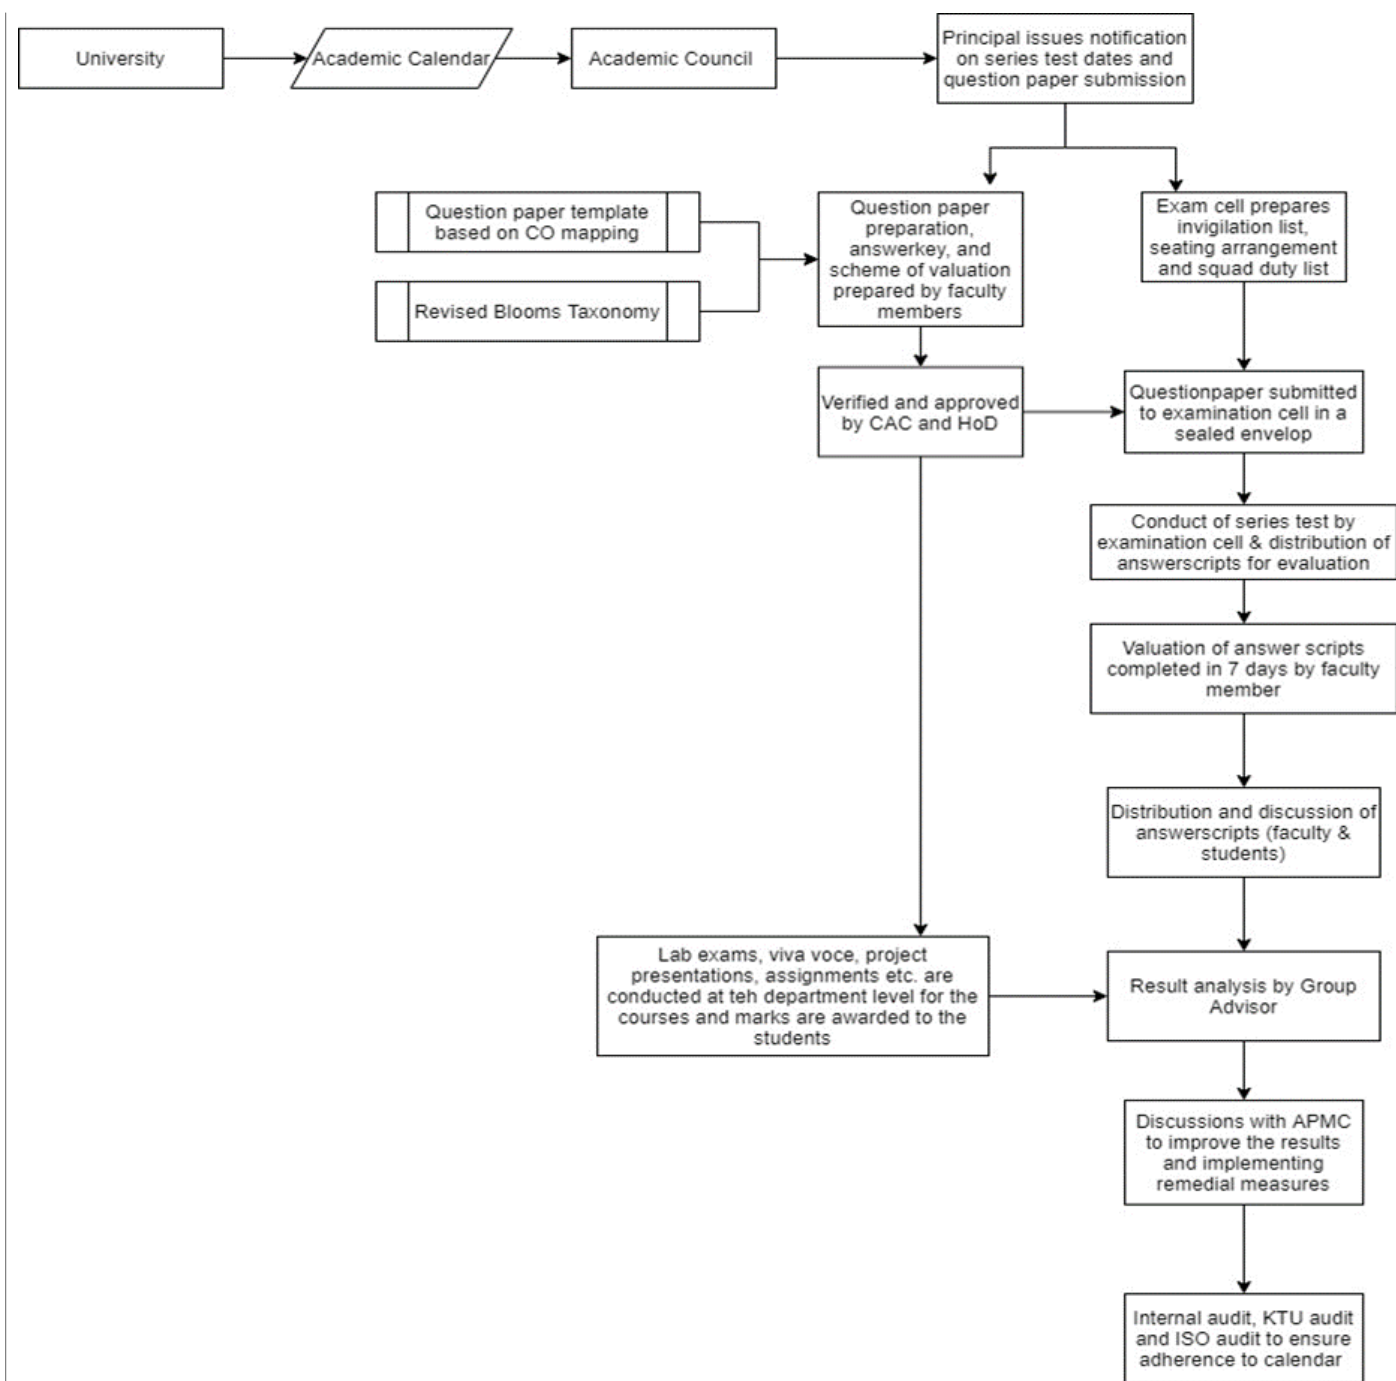 University
Academic Calendar
Academic Council
Principal issues notification
on series test dates and
question paper submission
Question paper template
based on CO mapping
Revised Blooms Taxonomy
Question paper
preparation,
answerkey, and
scheme of valuation
prepared by faculty
members
Exam cell prepares
invigilation list,
seating arrangement
and squad duty list
Verified and approved
by CAC and HoD
Questionpaper submitted
to examination cell in a
sealed envelop
Conduct of series test by
examination cell & distribution of
answerscripts for evaluation
Valuation of answer scripts
completed in 7 days by faculty
member
Distribution and discussion of
answerscripts (faculty &
students)
Lab exams, viva voce, project
presentations, assignments etc. are
conducted at teh department level for the
courses and marks are awarded to the
students
Result analysis by Group
Advisor
Discussions with APMC
to improve the results
and implementing
remedial measures
Internal audit, KTU audit
and ISO audit to ensure
adherence to calendar